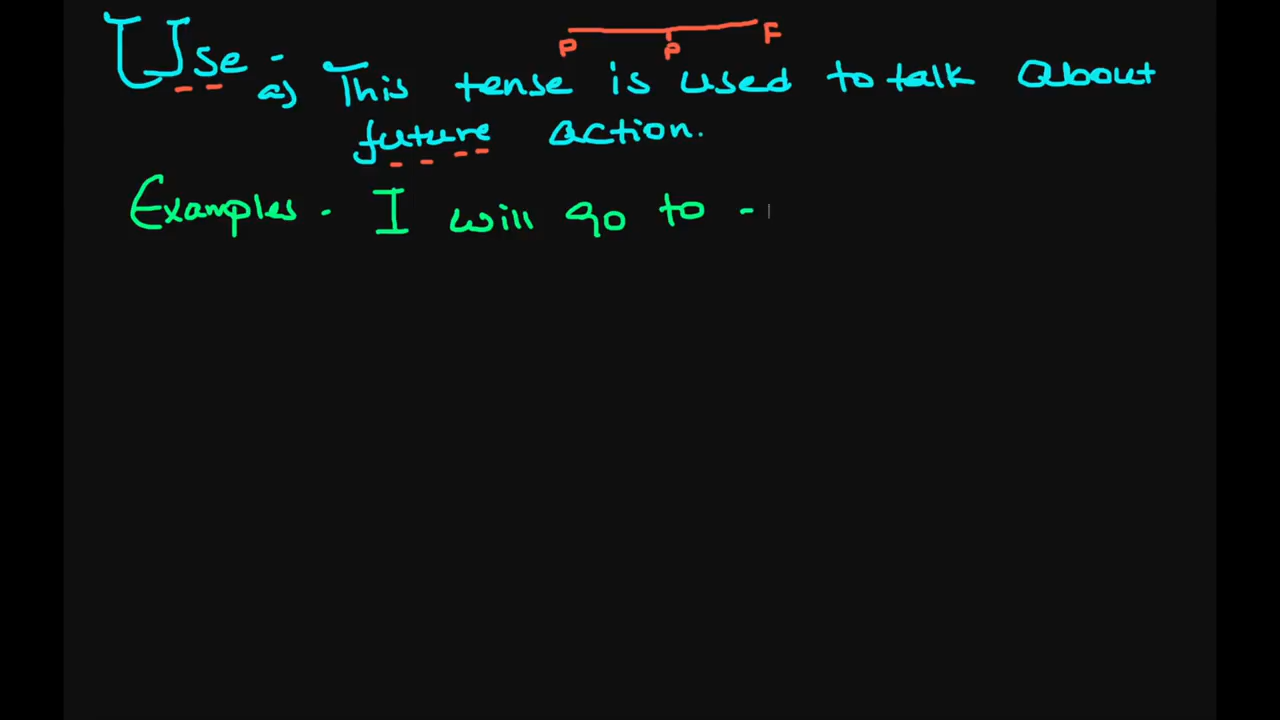 P P F
Use -
a) This tense is used to talk about
future action.
Examples - I will go to -